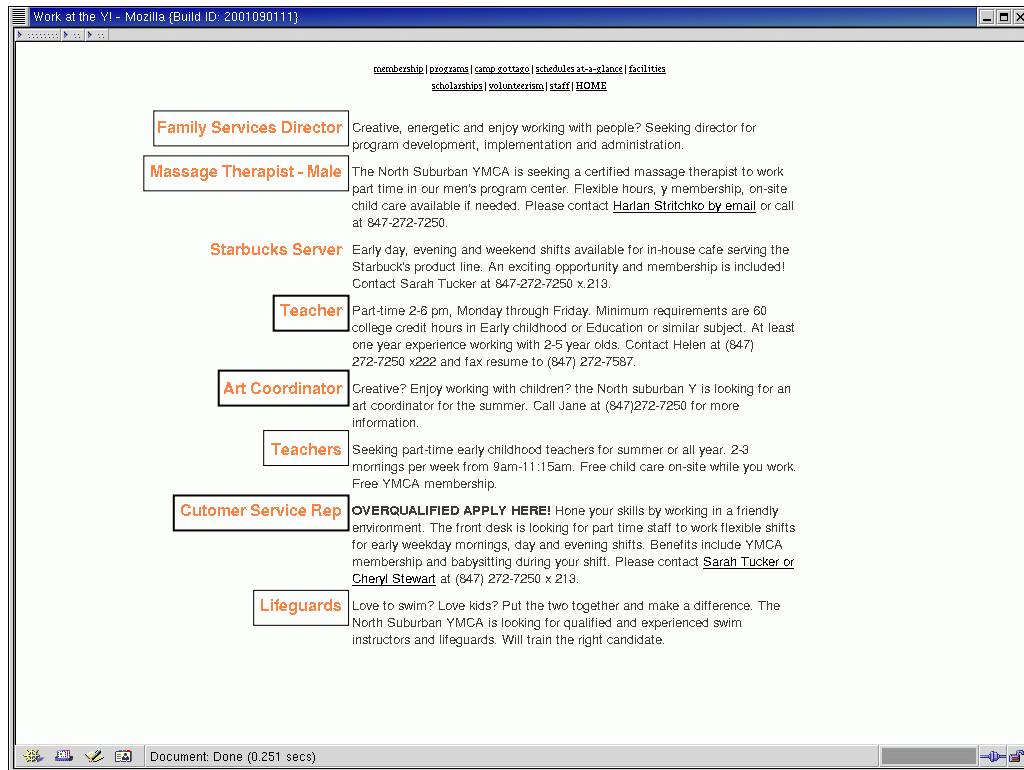 Work at the Y! - Mozilla {Build ID: 2001090111}
membership | programs | camp gottago | schedules at-a-glance | facilities
scholarships | volunteerism | staff | HOME
Family Services Director
Creative, energetic and enjoy working with people? Seeking director for
program development, implementation and administration.
Massage Therapist - Male
The North Suburban YMCA is seeking a certified massage therapist to work
part time in our men's program center. Flexible hours, y membership, on-site
child care available if needed. Please contact Harlan Stritchko by email or call
at 847-272-7250.
Starbucks Server
Early day, evening and weekend shifts available for in-house cafe serving the
Starbuck's product line. An exciting opportunity and membership is included!
Contact Sarah Tucker at 847-272-7250 x.213.
Teacher
Part-time 2-6 pm, Monday through Friday. Minimum requirements are 60
college credit hours in Early childhood or Education or similar subject. At least
one year experience working with 2-5 year olds. Contact Helen at (847)
272-7250 x222 and fax resume to (847) 272-7587.
Art Coordinator
Creative? Enjoy working with children? the North suburban Y is looking for an
art coordinator for the summer. Call Jane at (847)272-7250 for more
information.
Teachers
Seeking part-time early childhood teachers for summer or all year. 2-3
mornings per week from 9am-11:15am. Free child care on-site while you work.
Free YMCA membership.
Cutomer Service Rep
OVERQUALIFIED APPLY HERE! Hone your skills by working in a friendly
environment. The front desk is looking for part time staff to work flexible shifts
for early weekday mornings, day and evening shifts. Benefits include YMCA
membership and babysitting during your shift. Please contact Sarah Tucker or
Cheryl Stewart at (847) 272-7250 x 213.
Lifeguards
Love to swim? Love kids? Put the two together and make a difference. The
North Suburban YMCA is looking for qualified and experienced swim
instructors and lifeguards. Will train the right candidate.
Document: Done (0.251 secs)